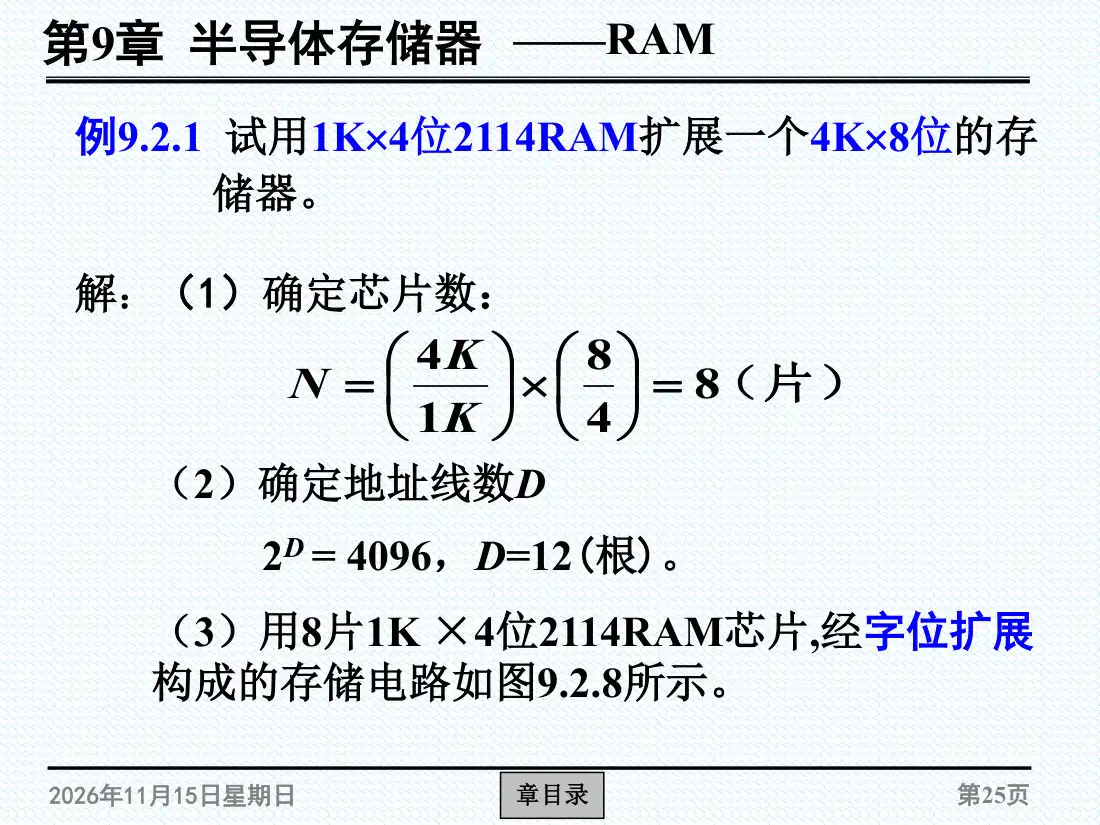 第9章 半导体存储器 ——RAM
例9.2.1 试用1K×4位2114RAM扩展一个4K×8位的存
储器。
解：（1）确定芯片数：
N = (4K/1K) × (8/4) = 8（片）
（2）确定地址线数D
2^D = 4096，D=12(根)。
（3）用8片1K ×4位2114RAM芯片,经字位扩展
构成的存储电路如图9.2.8所示。
2026年11月15日星期日
章目录
第25页